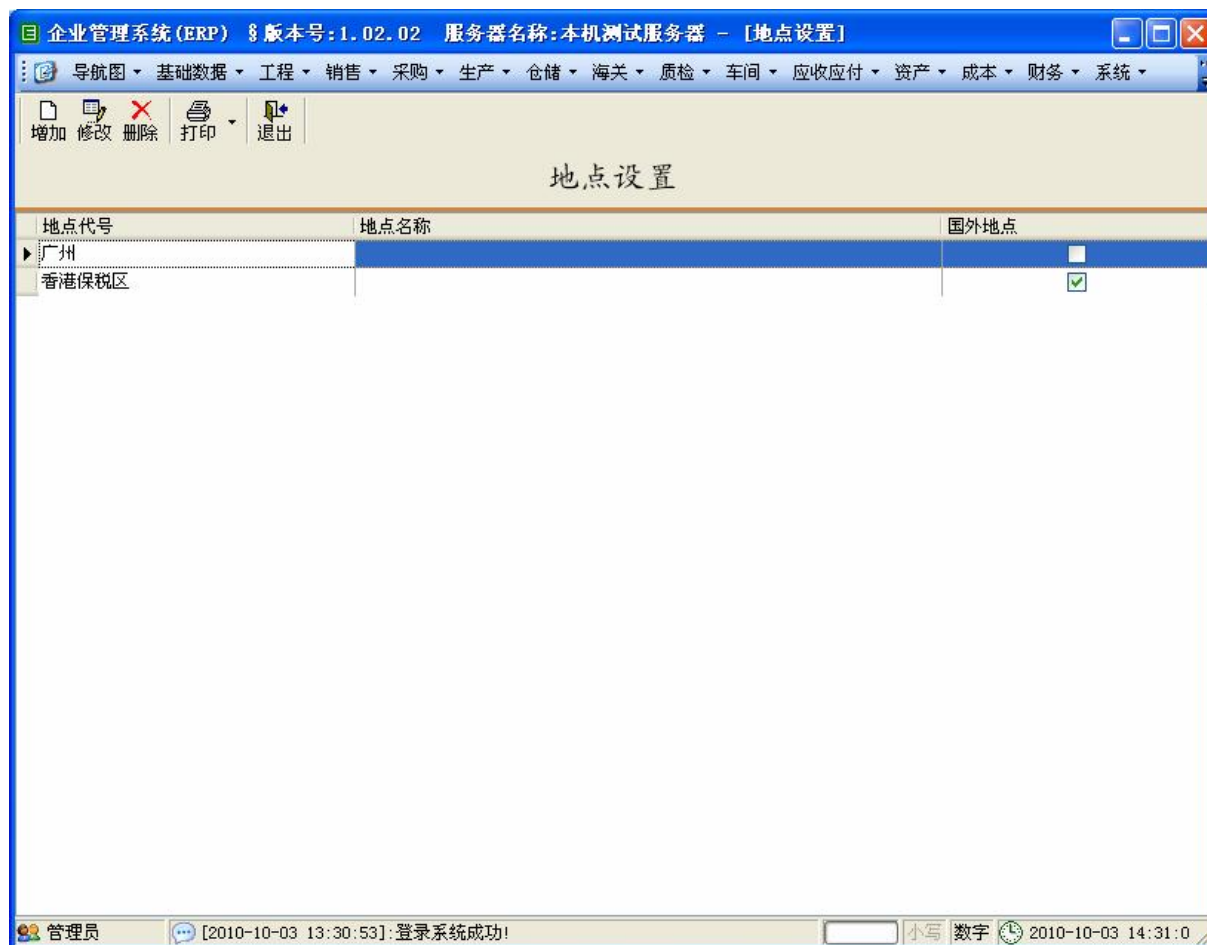 企业管理系统(ERP) §版本号:1.02.02 服务器名称:本机测试服务器 - [地点设置]
导航图 基础数据 工程 销售 采购 生产 仓储 海关 质检 车间 应收应付 资产 成本 财务 系统
增加 修改 删除 打印 退出
地点设置
地点代号 地点名称 国外地点
广州
香港保税区
管理员 [2010-10-03 13:30:53]:登录系统成功! 小写 数字 2010-10-03 14:31:0